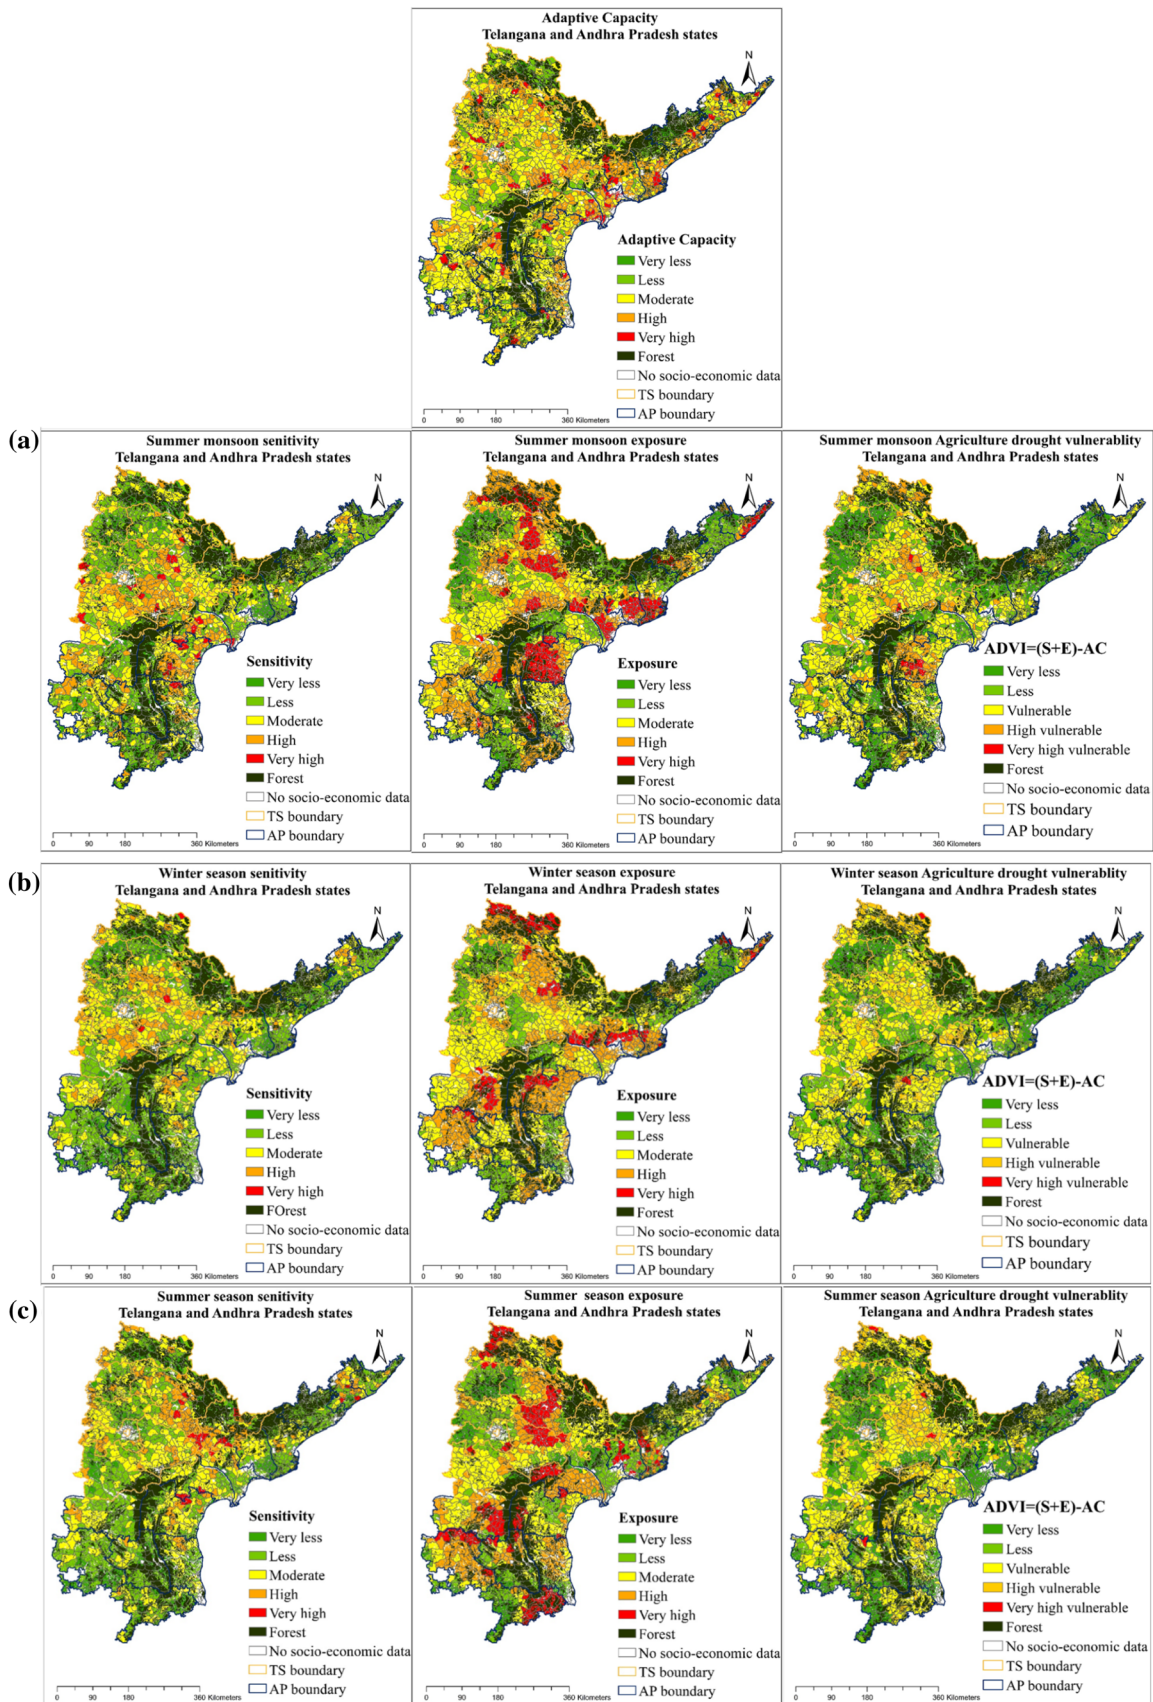 Adaptive Capacity
Telangana and Andhra Pradesh states
N
Adaptive Capacity
Very less
Less
Moderate
High
Very high
Forest
No socio-economic data
TS boundary
AP boundary
0 90 180 360 Kilometers
(a)
Summer monsoon senitivity
Telangana and Andhra Pradesh states
N
Sensitivity
Very less
Less
Moderate
High
Very high
Forest
No socio-economic data
TS boundary
AP boundary
0 90 180 360 Kilometers
Summer monsoon exposure
Telangana and Andhra Pradesh states
Exposure
Very less
Less
Moderate
High
Very high
Forest
No socio-economic data
TS boundary
AP boundary
0 90 180 360 Kilometers
Summer monsoon Agriculture drought vulnerablity
Telangana and Andhra Pradesh states
N
ADVI=(S+E)-AC
Very less
Less
Vulnerable
High vulnerable
Very high vulnerable
Forest
No socio-economic data
TS boundary
AP boundary
0 90 180 360 Kilometers
(b)
Winter season senitivity
Telangana and Andhra Pradesh states
N
Sensitivity
Very less
Less
Moderate
High
Very high
FOrest
No socio-economic data
TS boundary
AP boundary
0 90 180 360 Kilometers
Winter season exposure
Telangana and Andhra Pradesh states
N
Exposure
Very less
Less
Moderate
High
Very high
Forest
No socio-economic data
TS boundary
AP boundary
0 90 180 360 Kilometers
Winter season Agriculture drought vulnerablity
Telangana and Andhra Pradesh states
N
ADVI=(S+E)-AC
Very less
Less
Vulnerable
High vulnerable
Very high vulnerable
Forest
No socio-economic data
TS boundary
AP boundary
0 90 180 360 Kilometers
(c)
Summer season senitivity
Telangana and Andhra Pradesh states
N
Sensitivity
Very less
Less
Moderate
High
Very high
Forest
No socio-economic data
TS boundary
AP boundary
0 90 180 360 Kilometers
Summer season exposure
Telangana and Andhra Pradesh states
N
Exposure
Very less
Less
Moderate
High
Very high
Forest
No socio-economic data
TS boundary
AP boundary
0 90 180 360 Kilometers
Summer season Agriculture drought vulnerablity
Telangana and Andhra Pradesh states
N
ADVI=(S+E)-AC
Very less
Less
Vulnerable
High vulnerable
Very high vulnerable
Forest
No socio-economic data
TS boundary
AP boundary
0 90 180 360 Kilometers